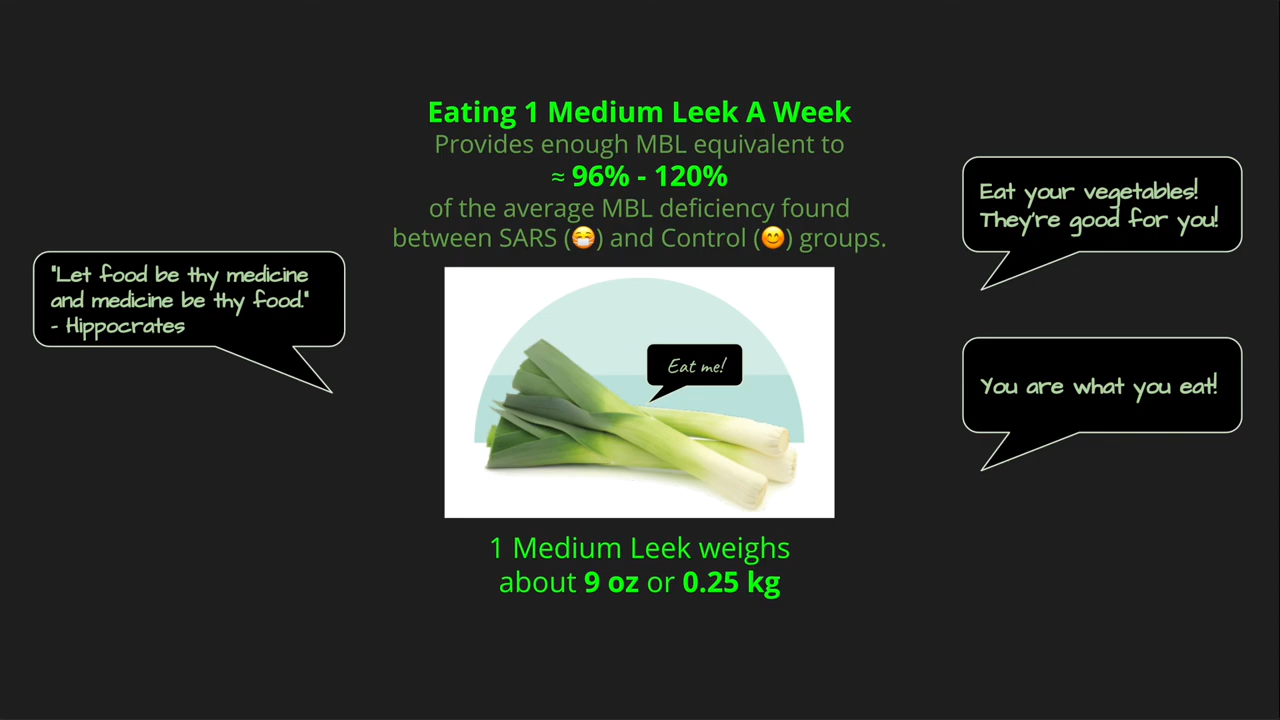 Eating 1 Medium Leek A Week
Provides enough MBL equivalent to
≈ 96% - 120%
of the average MBL deficiency found
between SARS (😷) and Control (😊) groups.
"Let food be thy medicine
and medicine be thy food."
- Hippocrates
Eat your vegetables!
They're good for you!
Eat me!
You are what you eat!
1 Medium Leek weighs
about 9 oz or 0.25 kg